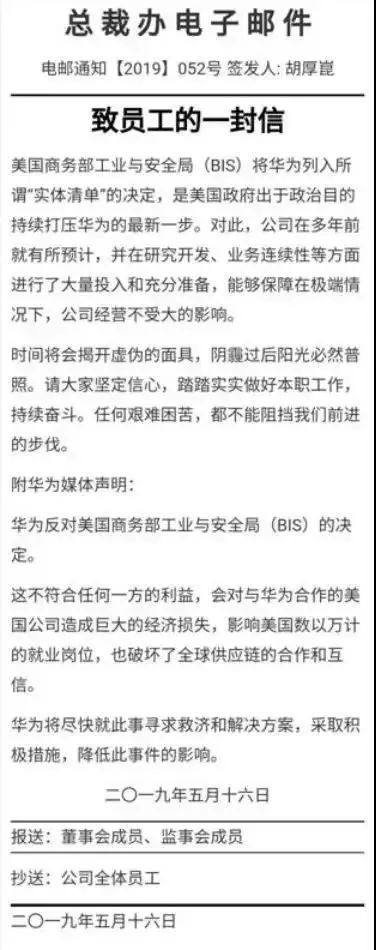 总裁办电子邮件
电邮通知【2019】052号 签发人: 胡厚崑
致员工的一封信
美国商务部工业与安全局（BIS）将华为列入所
谓“实体清单”的决定，是美国政府出于政治目的
持续打压华为的最新一步。对此，公司在多年前
就有所预计，并在研究开发、业务连续性等方面
进行了大量投入和充分准备，能够保障在极端情
况下，公司经营不受大的影响。
时间将会揭开虚伪的面具，阴霾过后阳光必然普
照。请大家坚定信心，踏踏实实做好本职工作，
持续奋斗。任何艰难困苦，都不能阻挡我们前进
的步伐。
附华为媒体声明：
华为反对美国商务部工业与安全局（BIS）的决
定。
这不符合任何一方的利益，会对与华为合作的美
国公司造成巨大的经济损失，影响美国数以万计
的就业岗位，也破坏了全球供应链的合作和互
信。
华为将尽快就此事寻求救济和解决方案，采取积
极措施，降低此事件的影响。
二〇一九年五月十六日
报送：董事会成员、监事会成员
抄送：公司全体员工
二〇一九年五月十六日